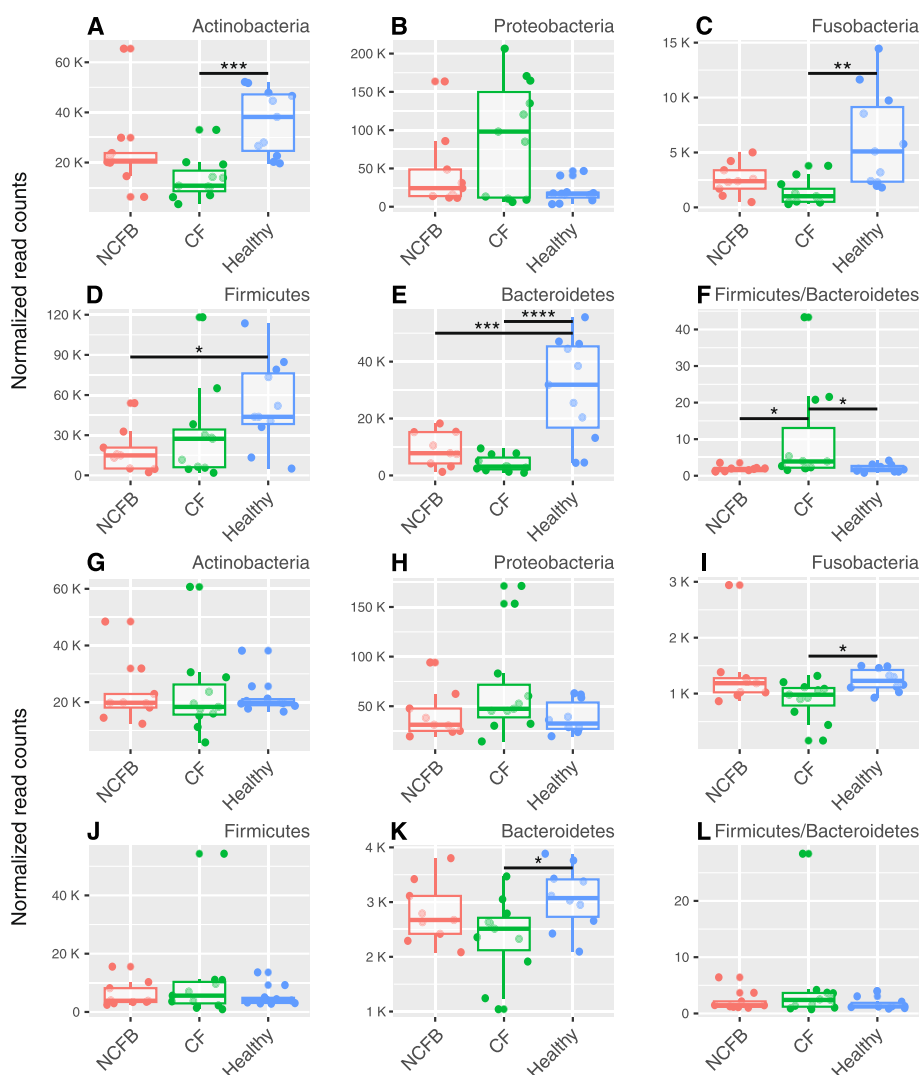 A Actinobacteria
B Proteobacteria
C Fusobacteria
60 K
40 K
20 K
***
NCFB CF Healthy
200 K
150 K
100 K
50 K
0
NCFB CF Healthy
15 K
10 K
5 K
0
**
NCFB CF Healthy
Normalized read counts
D Firmicutes
E Bacteroidetes
F Firmicutes/Bacteroidetes
120 K
90 K
60 K
30 K
0
*
NCFB CF Healthy
40 K
20 K
0
****
***
NCFB CF Healthy
40
30
20
10
0
* *
NCFB CF Healthy
G Actinobacteria
H Proteobacteria
I Fusobacteria
60 K
40 K
20 K
NCFB CF Healthy
150 K
100 K
50 K
NCFB CF Healthy
3 K
2 K
1 K
*
NCFB CF Healthy
Normalized read counts
J Firmicutes
K Bacteroidetes
L Firmicutes/Bacteroidetes
40 K
20 K
0
NCFB CF Healthy
4 K
3 K
2 K
1 K
*
NCFB CF Healthy
20
10
0
NCFB CF Healthy